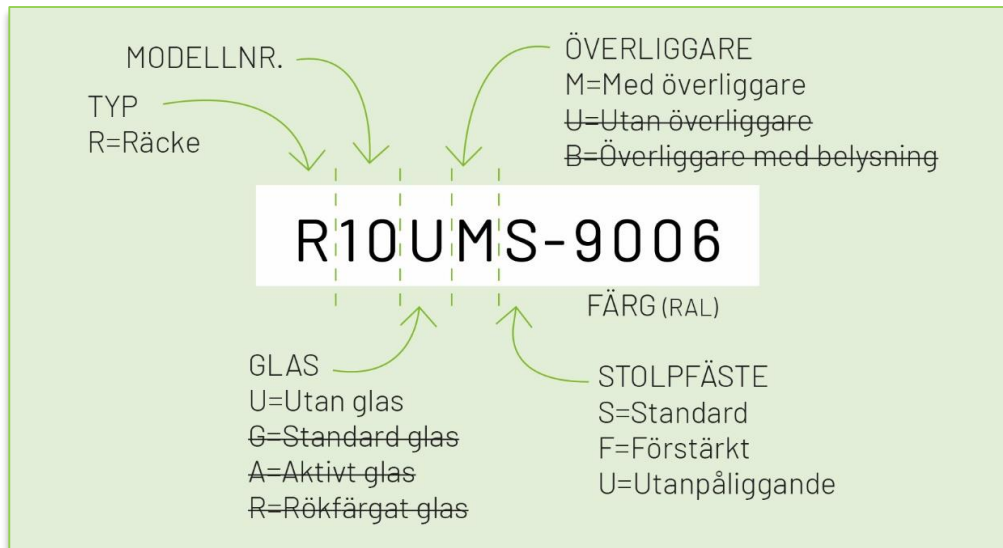 MODELLNR.
TYP
R=Räcke
ÖVERLIGGARE
M=Med överliggare
U=Utan överliggare
B=Överliggare med belysning
R10UMS-9006
FÄRG (RAL)
GLAS
U=Utan glas
G=Standard glas
A=Aktivt glas
R=Rökfärgat glas
STOLPFÄSTE
S=Standard
F=Förstärkt
U=Utanpåliggande